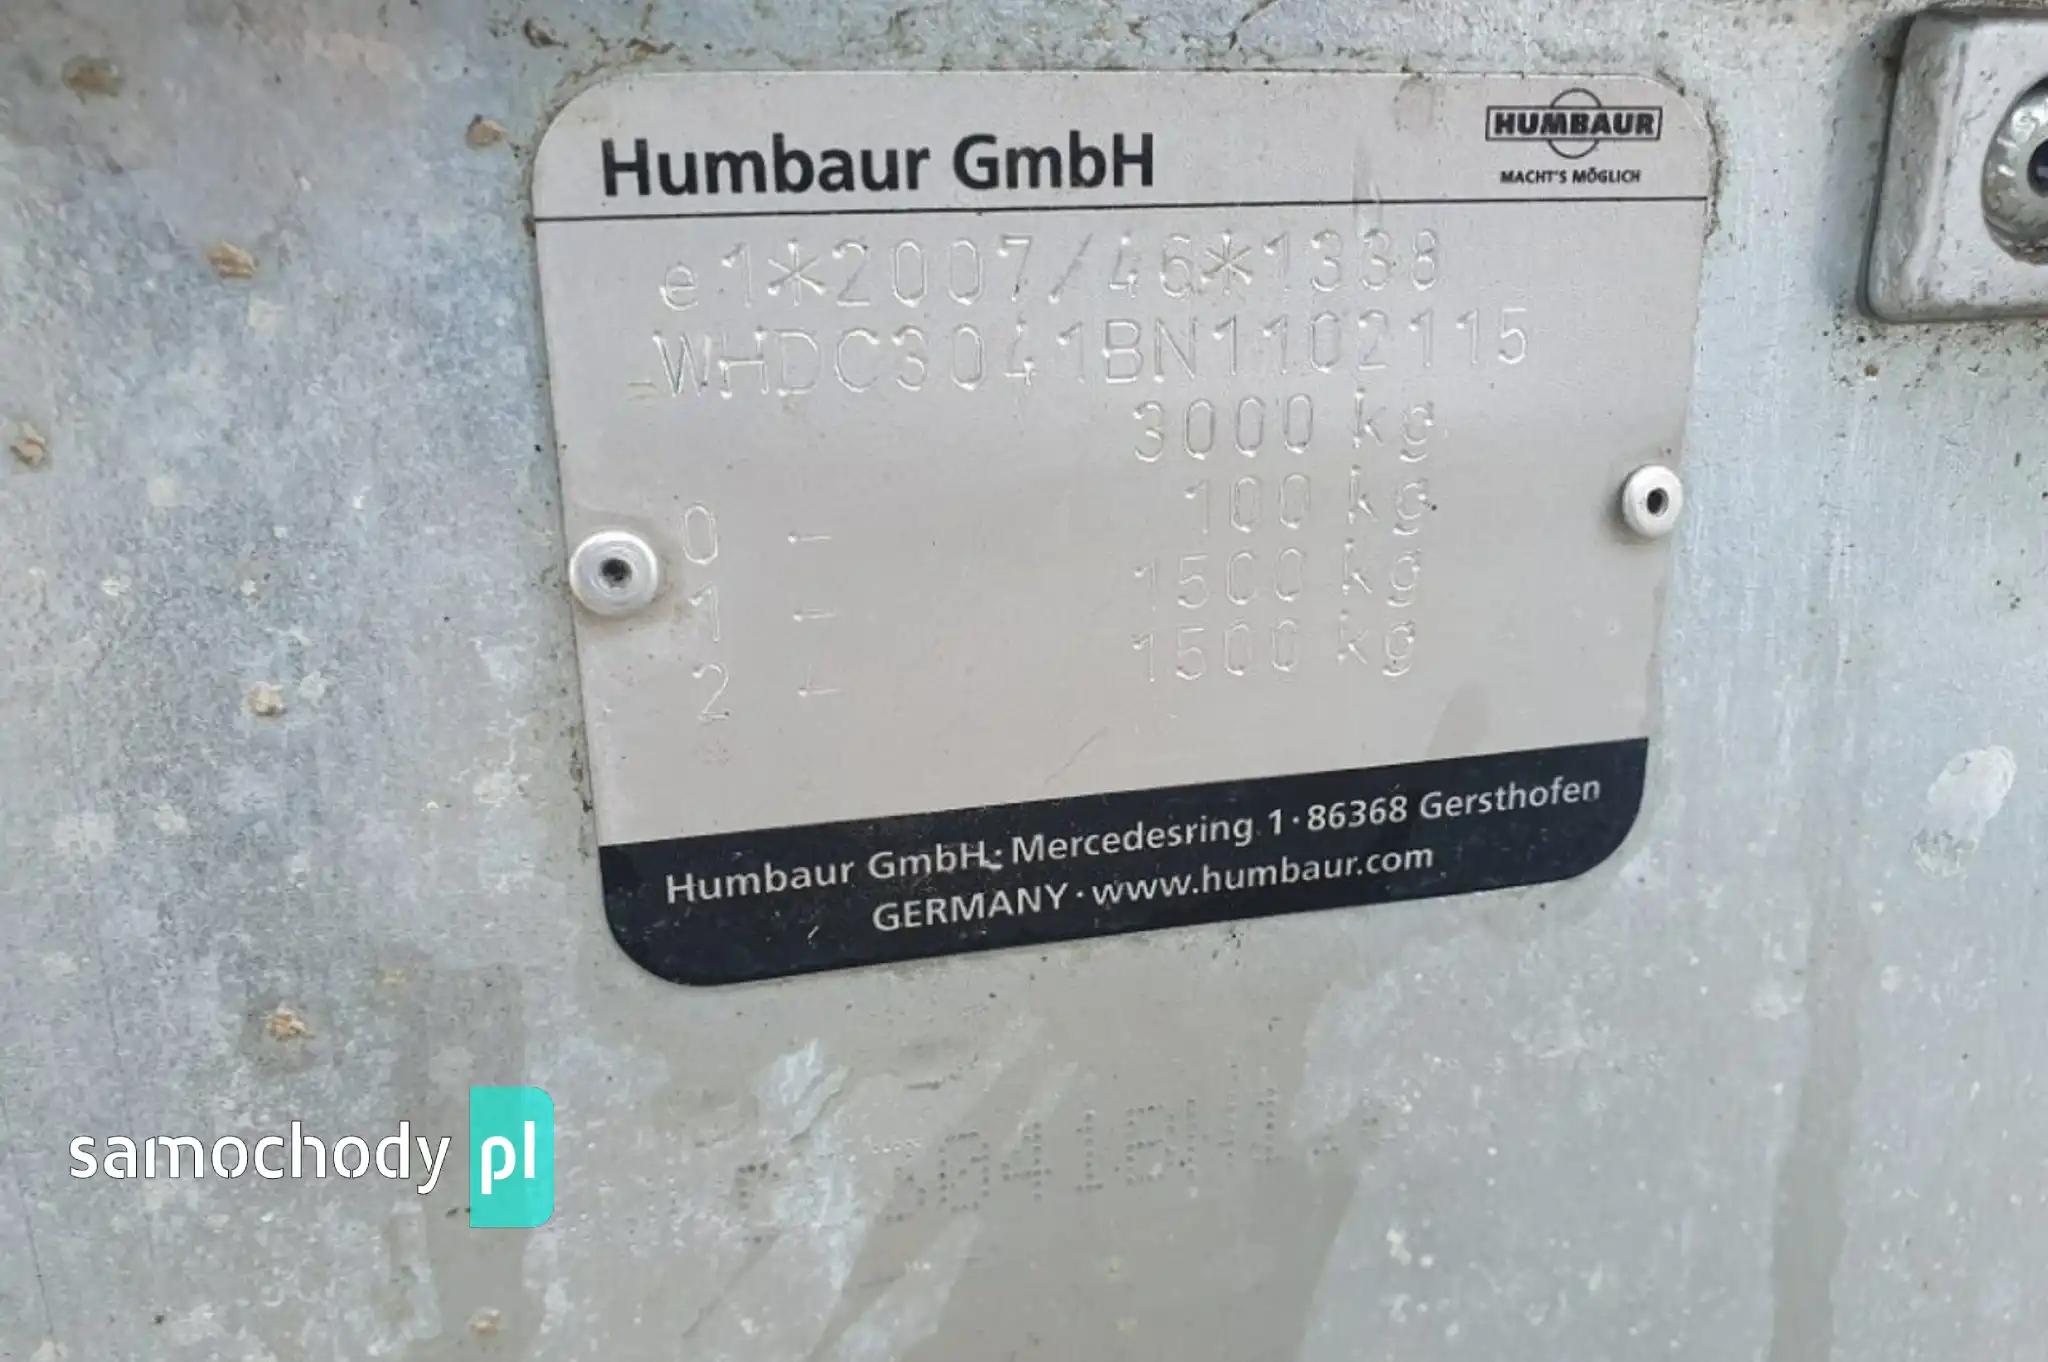 Humbaur GmbH
HUMBAUR
MACHT'S MÖGLICH
e1*2007/46*1338
WHDC3041BN1102115
3000 kg
0 - 100 kg
1 - 1500 kg
2 - 1500 kg
Humbaur GmbH · Mercedesring 1 · 86368 Gersthofen
GERMANY · www.humbaur.com
samochody pl